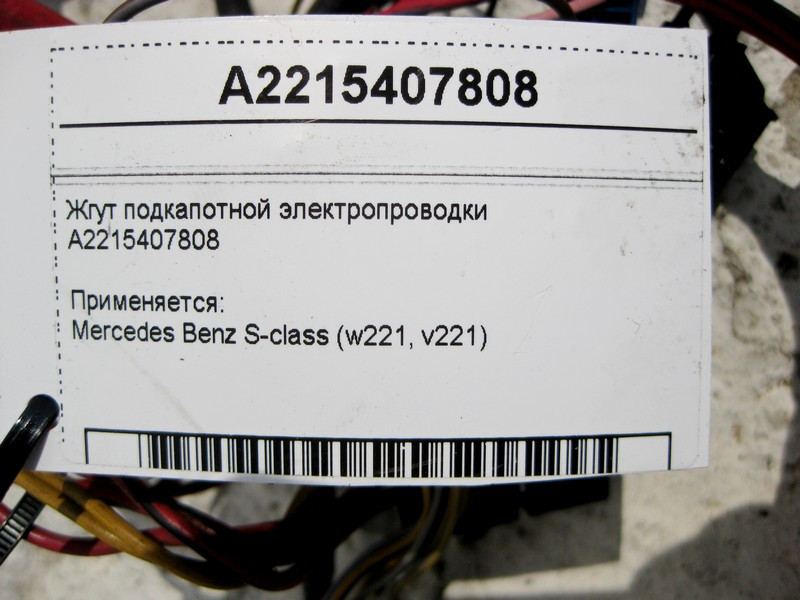 A2215407808
Жгут подкапотной электропроводки
A2215407808
Применяется:
Mercedes Benz S-class (w221, v221)